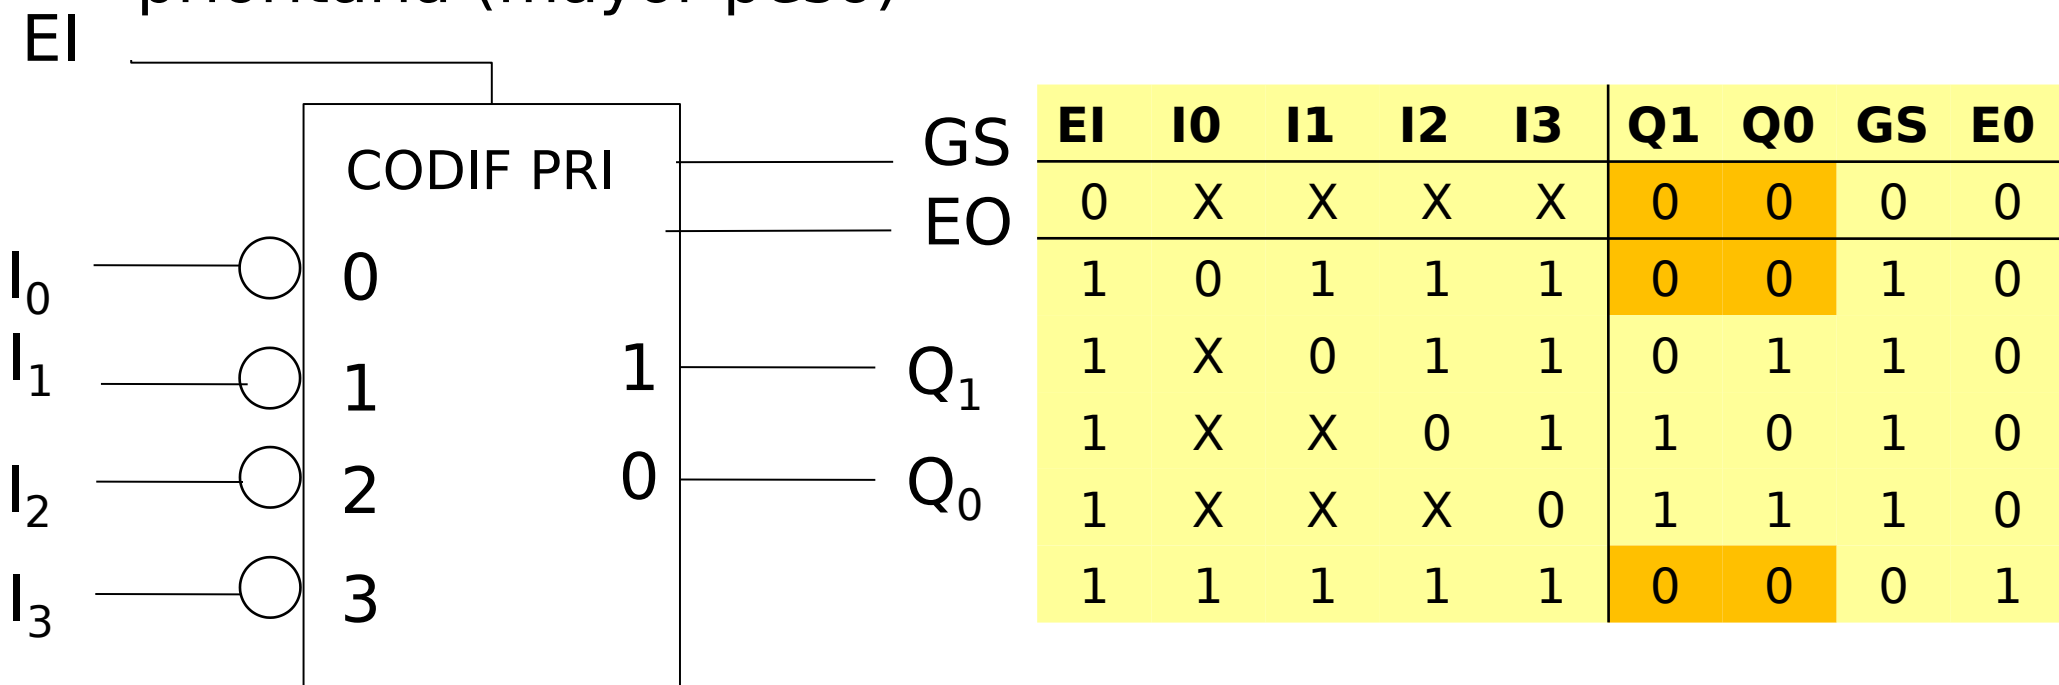 prioritaria (mayor peso)
EI
CODIF PRI
GS
EO
I0
0
I1
1
1
Q1
I2
2
0
Q0
I3
3
EI I0 I1 I2 I3 Q1 Q0 GS E0
0 X X X X 0 0 0 0
1 0 1 1 1 0 0 1 0
1 X 0 1 1 0 1 1 0
1 X X 0 1 1 0 1 0
1 X X X 0 1 1 1 0
1 1 1 1 1 0 0 0 1